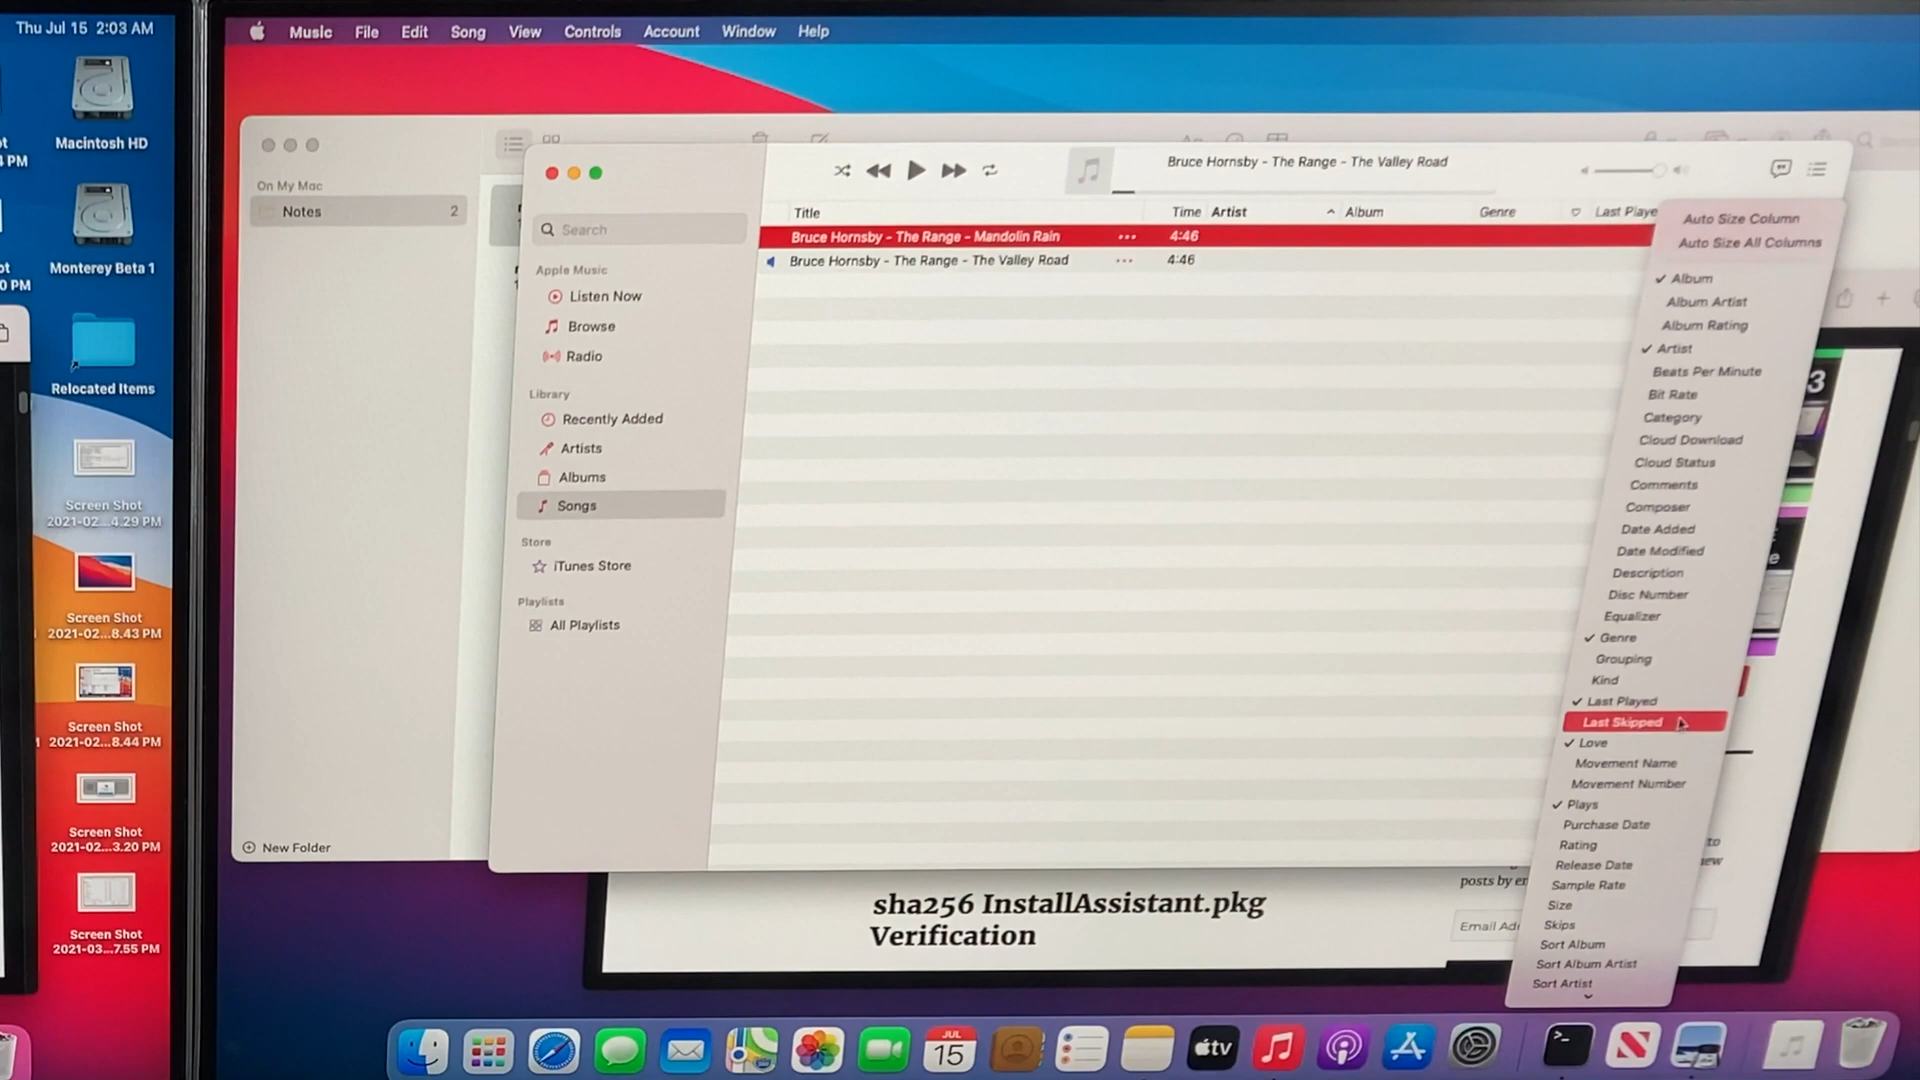 Thu Jul 15 2:03 AM
Macintosh HD
Monterey Beta 1
Relocated Items
Screen Shot
2021-02...4.29 PM
Screen Shot
2021-02...8.43 PM
Screen Shot
2021-02...8.44 PM
Screen Shot
2021-02...3.20 PM
Screen Shot
2021-03...7.55 PM
Music File Edit Song View Controls Account Window Help
On My Mac
Notes 2
New Folder
Search
Apple Music
Listen Now
Browse
Radio
Library
Recently Added
Artists
Albums
Songs
Store
iTunes Store
Playlists
All Playlists
Bruce Hornsby - The Range - The Valley Road
Title Time Artist Album Genre Last Playe
Bruce Hornsby - The Range - Mandolin Rain ••• 4:46
Bruce Hornsby - The Range - The Valley Road ••• 4:46
Auto Size Column
Auto Size All Columns
✓ Album
Album Artist
Album Rating
✓ Artist
Beats Per Minute
Bit Rate
Category
Cloud Download
Cloud Status
Comments
Composer
Date Added
Date Modified
Description
Disc Number
Equalizer
✓ Genre
Grouping
Kind
✓ Last Played
Last Skipped
✓ Love
Movement Name
Movement Number
✓ Plays
Purchase Date
Rating
Release Date
Sample Rate
Size
Skips
Sort Album
Sort Album Artist
Sort Artist
sha256 InstallAssistant.pkg
Verification
posts by
Email
JUL
15
tv